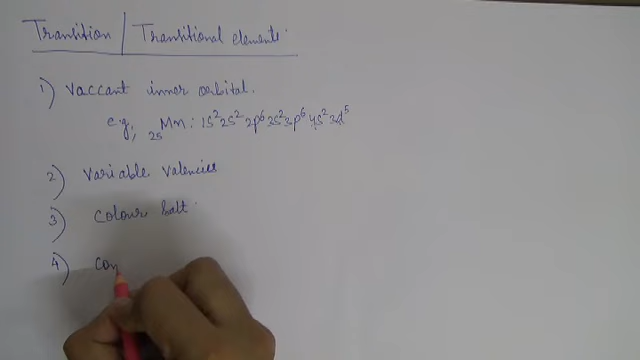 Transition / Transitional elements.
1) Vaccant inner orbital.
e.g, ₂₅Mn : 1s² 2s² 2p⁶ 3s² 3p⁶ 4s² 3d⁵
2) Variable Valencies
3) Colour Salt.
4) Com